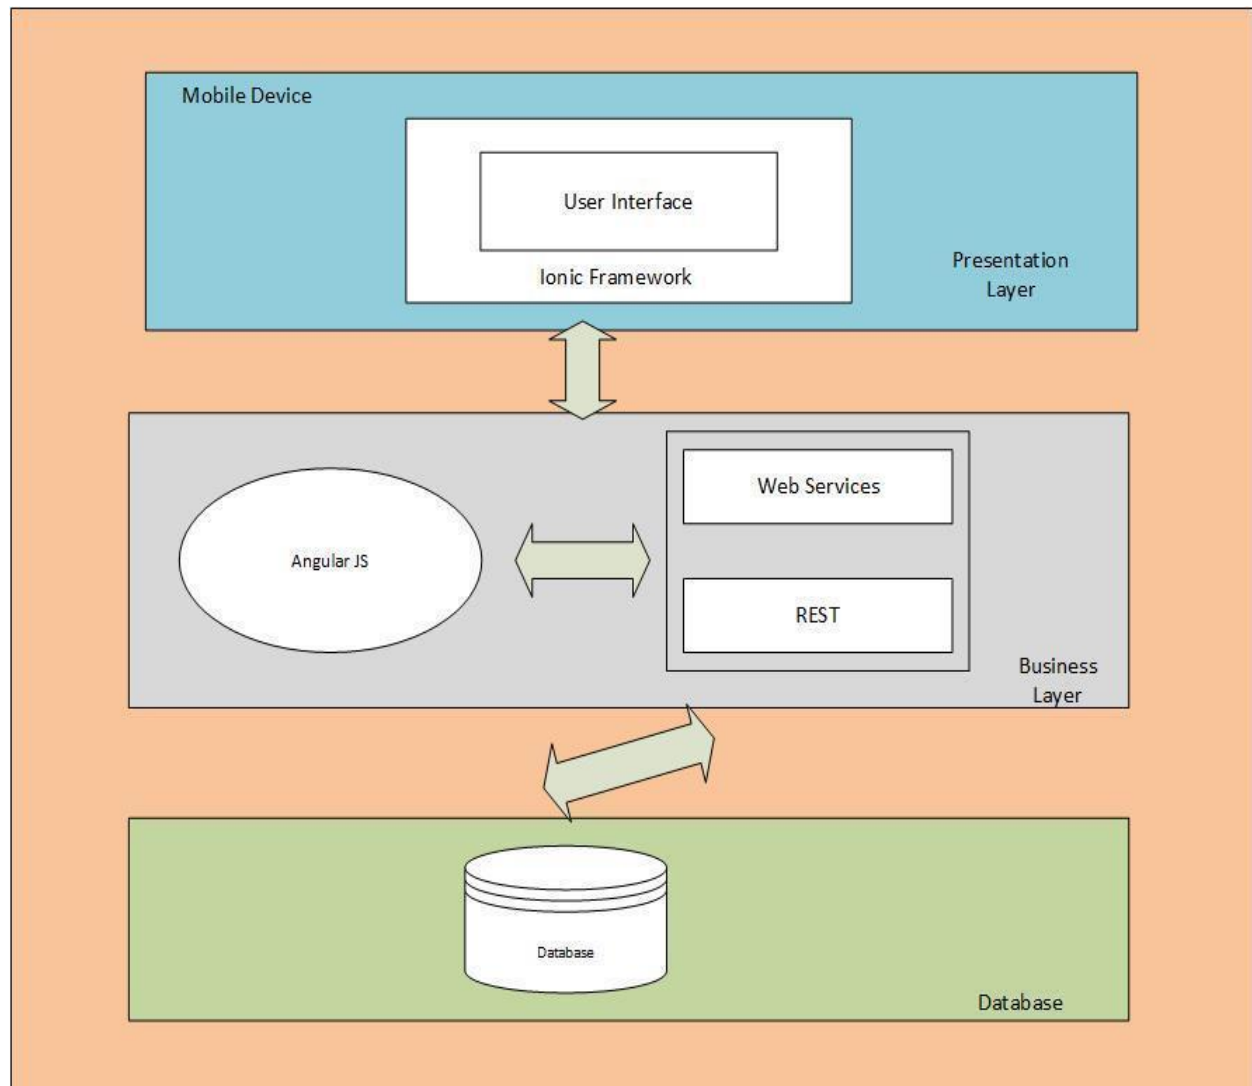 Mobile Device
User Interface
Ionic Framework
Presentation
Layer
Web Services
Angular JS
REST
Business
Layer
Database
Database